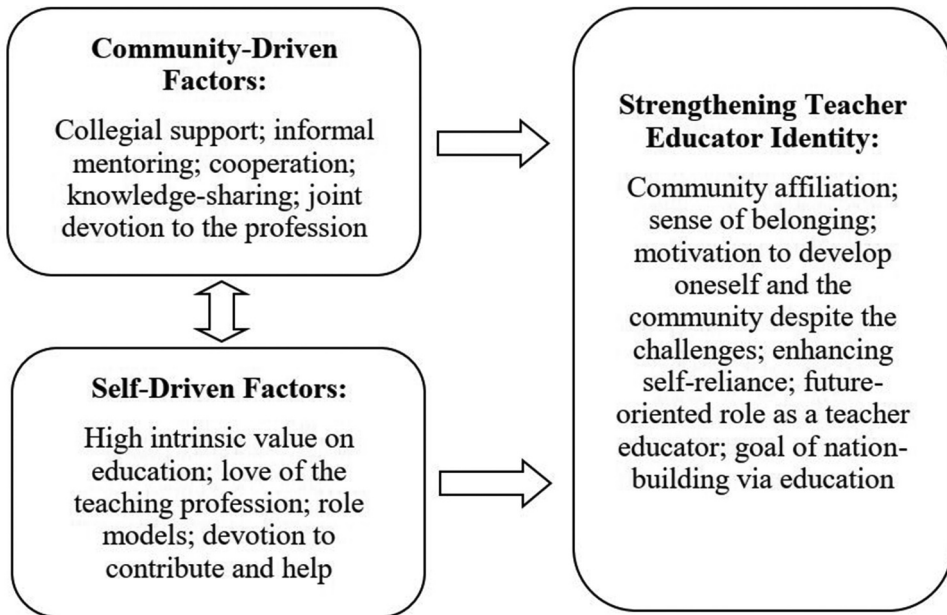 Community-Driven
Factors:
Collegial support; informal
mentoring; cooperation;
knowledge-sharing; joint
devotion to the profession
Self-Driven Factors:
High intrinsic value on
education; love of the
teaching profession; role
models; devotion to
contribute and help
Strengthening Teacher
Educator Identity:
Community affiliation;
sense of belonging;
motivation to develop
oneself and the
community despite the
challenges; enhancing
self-reliance; future-
oriented role as a teacher
educator; goal of nation-
building via education